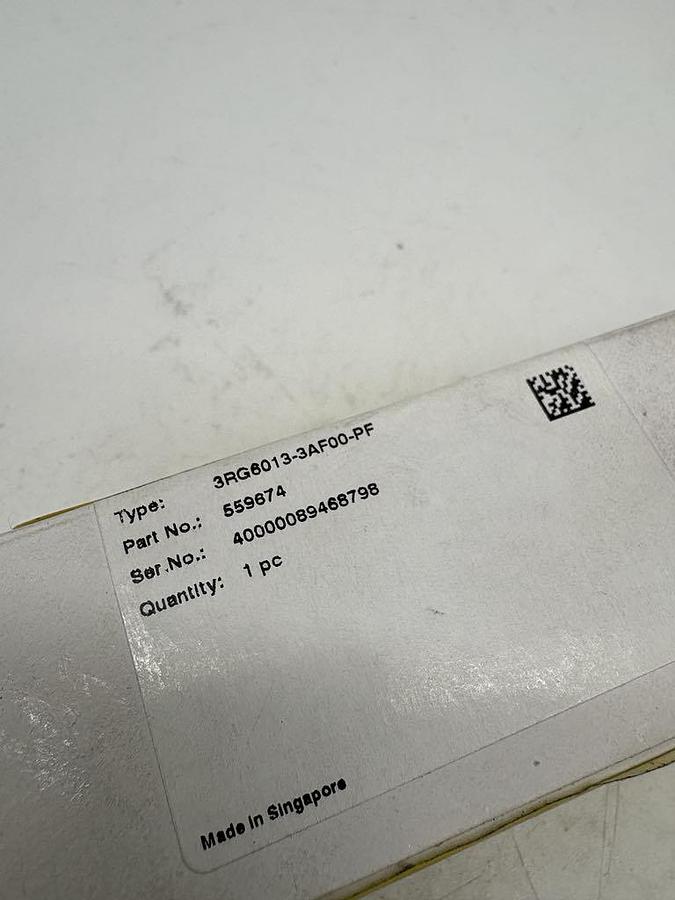 Type: 3RG6013-3AF00-PF
Part No.: 559674
Ser.No.: 40000089468798
Quantity: 1 pc
Made in Singapore